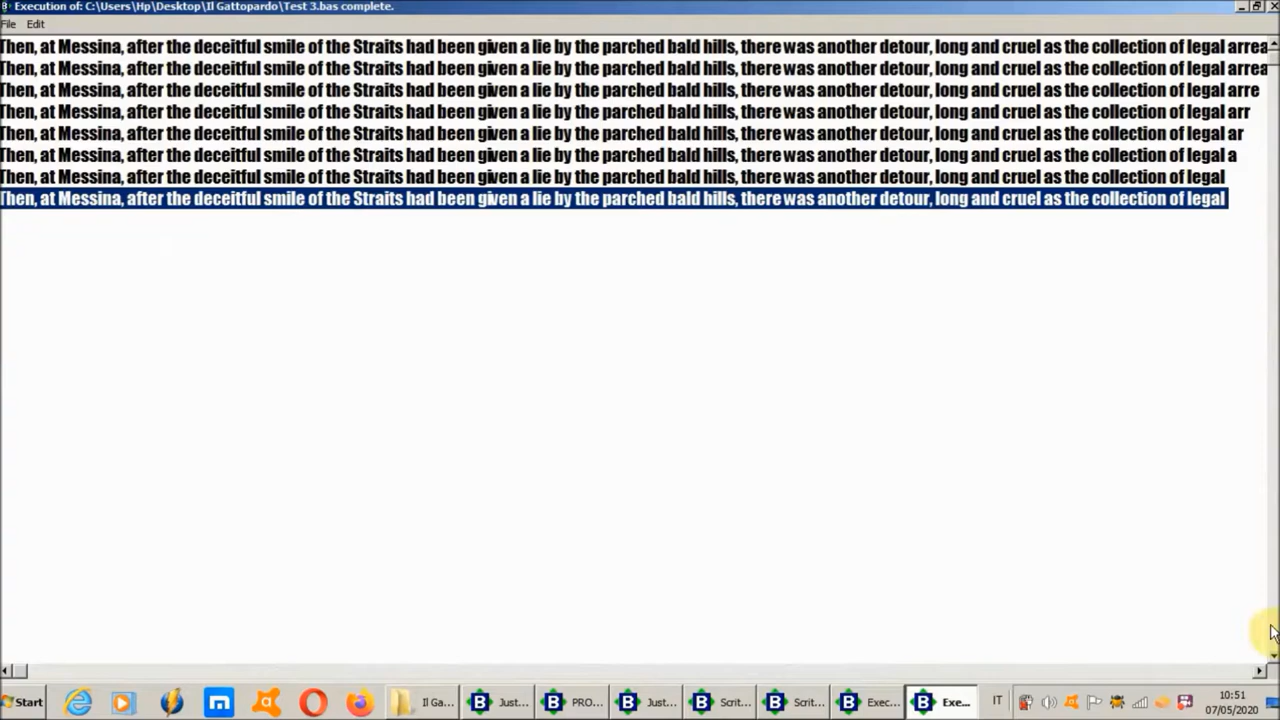 Execution of: C:\Users\Hp\Desktop\Il Gattopardo\Test 3.bas complete.
File Edit
Then, at Messina, after the deceitful smile of the Straits had been given a lie by the parched bald hills, there was another detour, long and cruel as the collection of legal arrea
Then, at Messina, after the deceitful smile of the Straits had been given a lie by the parched bald hills, there was another detour, long and cruel as the collection of legal arrea
Then, at Messina, after the deceitful smile of the Straits had been given a lie by the parched bald hills, there was another detour, long and cruel as the collection of legal arre
Then, at Messina, after the deceitful smile of the Straits had been given a lie by the parched bald hills, there was another detour, long and cruel as the collection of legal arr
Then, at Messina, after the deceitful smile of the Straits had been given a lie by the parched bald hills, there was another detour, long and cruel as the collection of legal ar
Then, at Messina, after the deceitful smile of the Straits had been given a lie by the parched bald hills, there was another detour, long and cruel as the collection of legal a
Then, at Messina, after the deceitful smile of the Straits had been given a lie by the parched bald hills, there was another detour, long and cruel as the collection of legal
Then, at Messina, after the deceitful smile of the Straits had been given a lie by the parched bald hills, there was another detour, long and cruel as the collection of legal
Start Il Ga... Just... PRO... Just... Scrit... Scrit... Exec... Exe... IT 10:51
07/05/2020